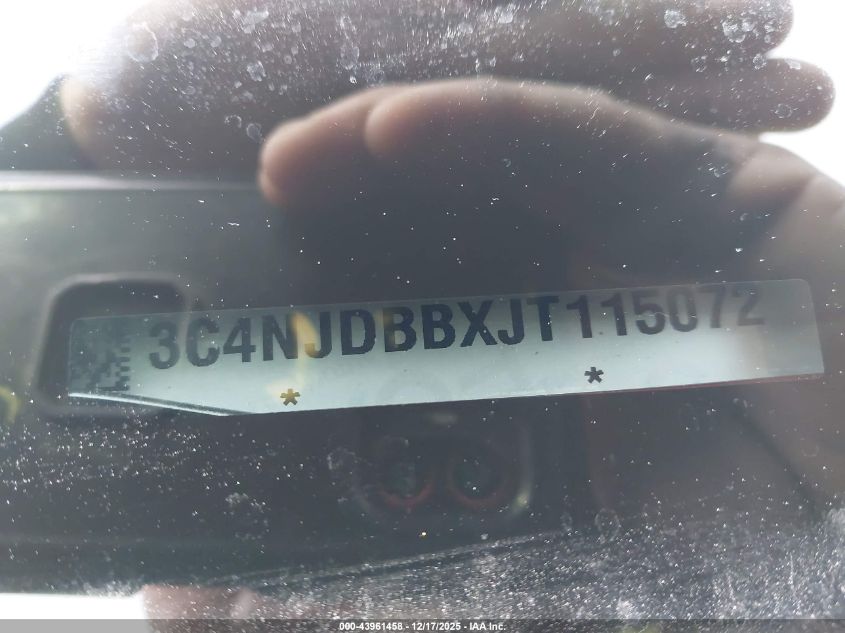 3C4NJDBBXJT115072
* *
000-43961458 - 12/17/2025 - IAA Inc.